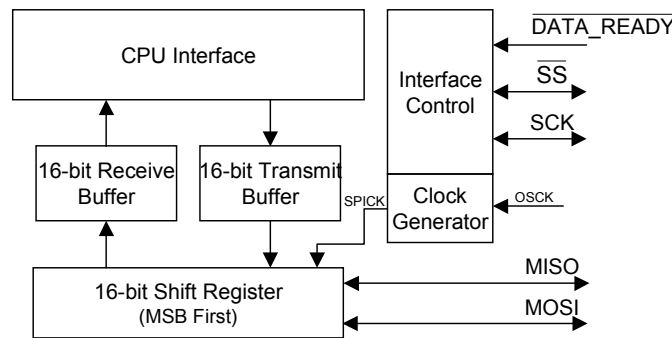 CPU Interface
DATA_READY
Interface
Control
SS
SCK
16-bit Receive
Buffer
16-bit Transmit
Buffer
SPICK
Clock
Generator
OSCK
16-bit Shift Register
(MSB First)
MISO
MOSI